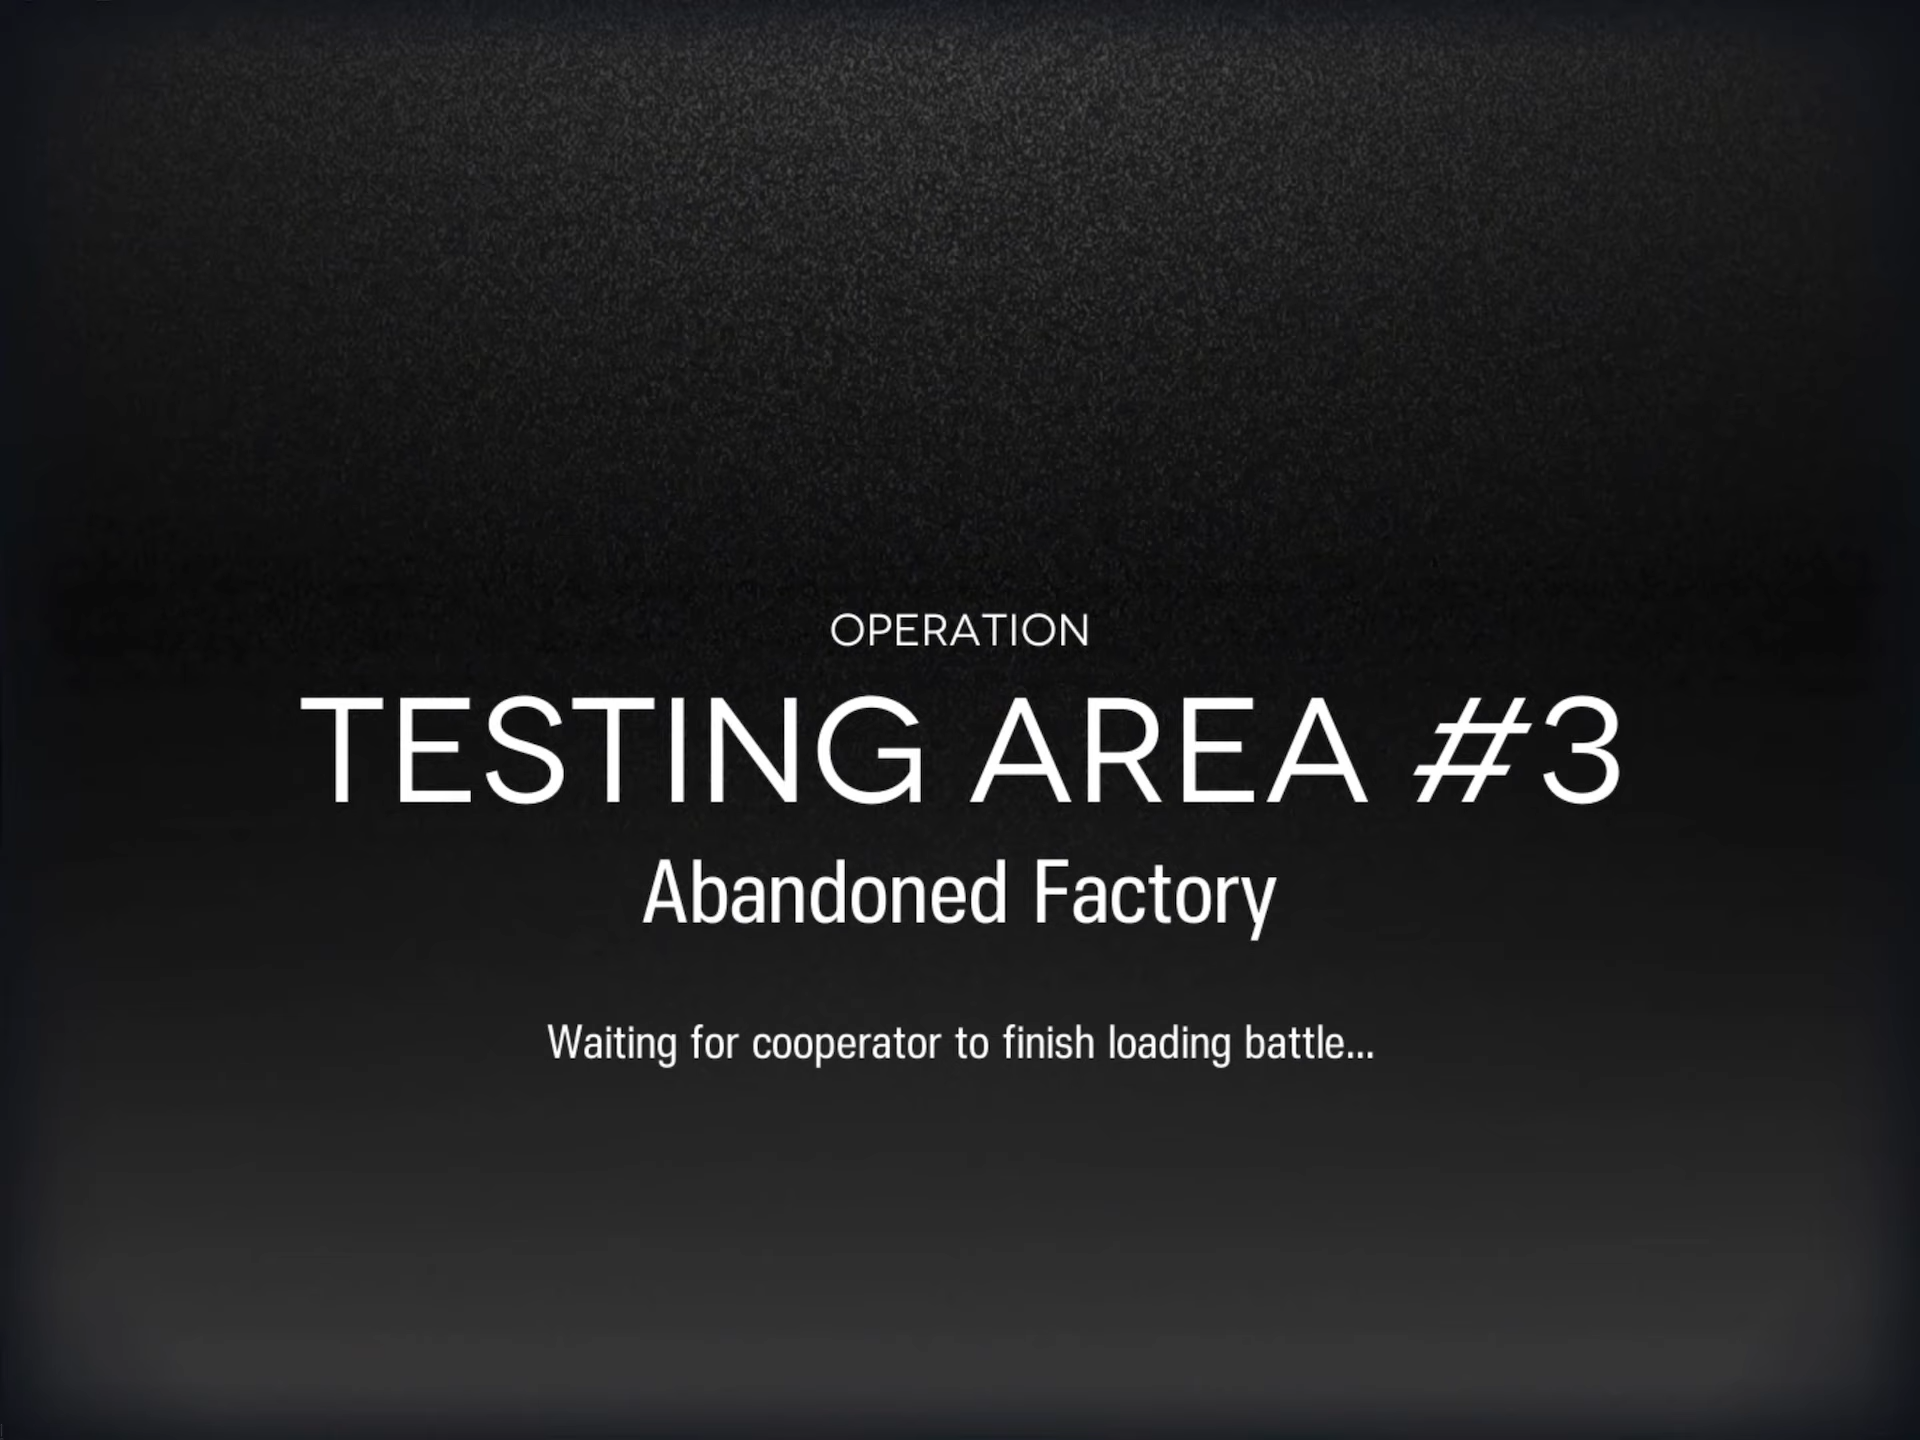 OPERATION
TESTING AREA #3
Abandoned Factory
Waiting for cooperator to finish loading battle...